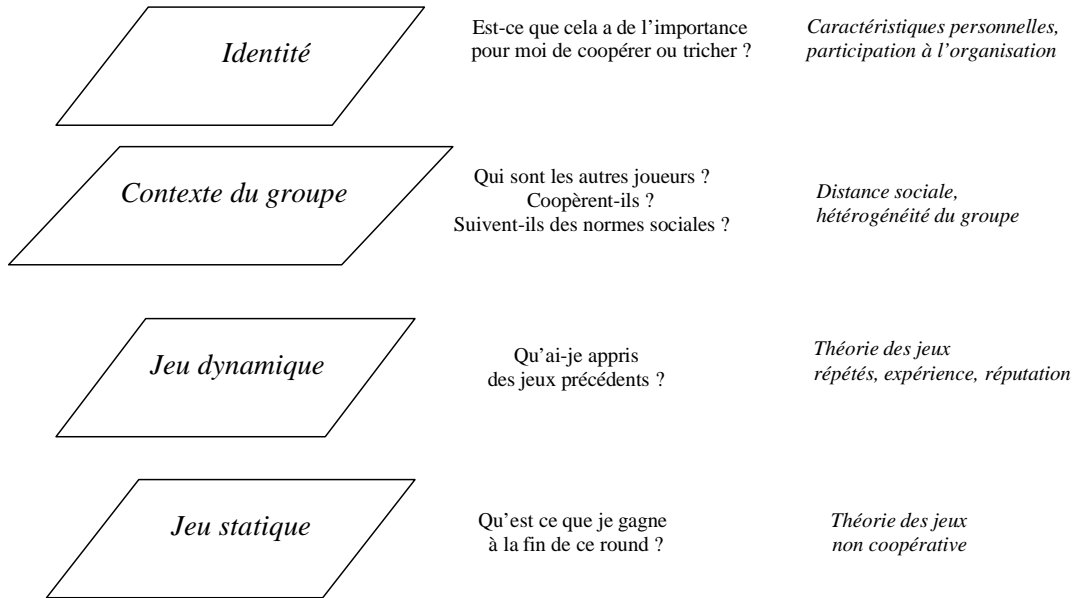 Identité
Est-ce que cela a de l'importance
pour moi de coopérer ou tricher ?
Caractéristiques personnelles,
participation à l'organisation
Contexte du groupe
Qui sont les autres joueurs ?
Coopèrent-ils ?
Suivent-ils des normes sociales ?
Distance sociale,
hétérogénéité du groupe
Jeu dynamique
Qu'ai-je appris
des jeux précédents ?
Théorie des jeux
répétés, expérience, réputation
Jeu statique
Qu'est ce que je gagne
à la fin de ce round ?
Théorie des jeux
non coopérative